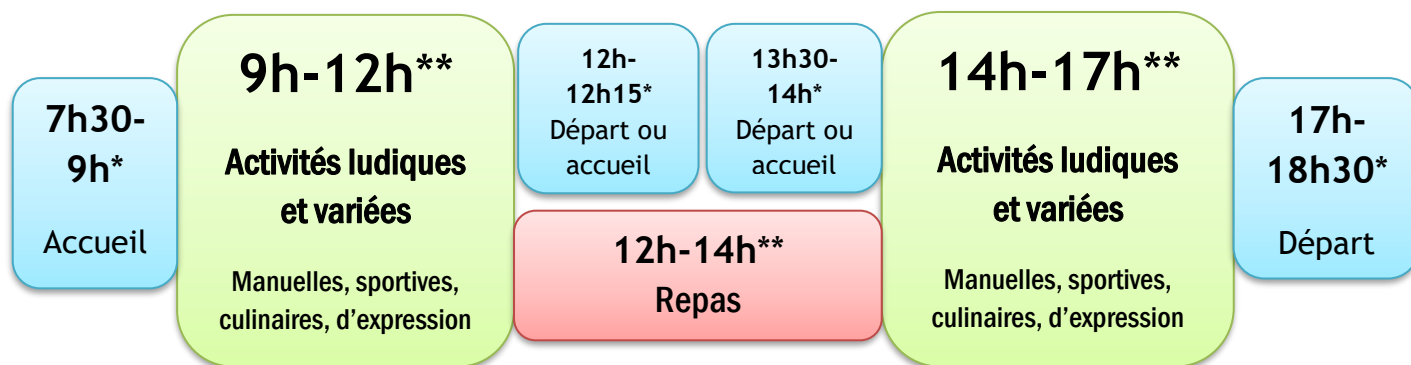 7h30-
9h*
Accueil
9h-12h**
Activités ludiques
et variées
Manuelles, sportives,
culinaires, d’expression
12h-
12h15*
Départ ou
accueil
13h30-
14h*
Départ ou
accueil
12h-14h**
Repas
14h-17h**
Activités ludiques
et variées
Manuelles, sportives,
culinaires, d’expression
17h-
18h30*
Départ